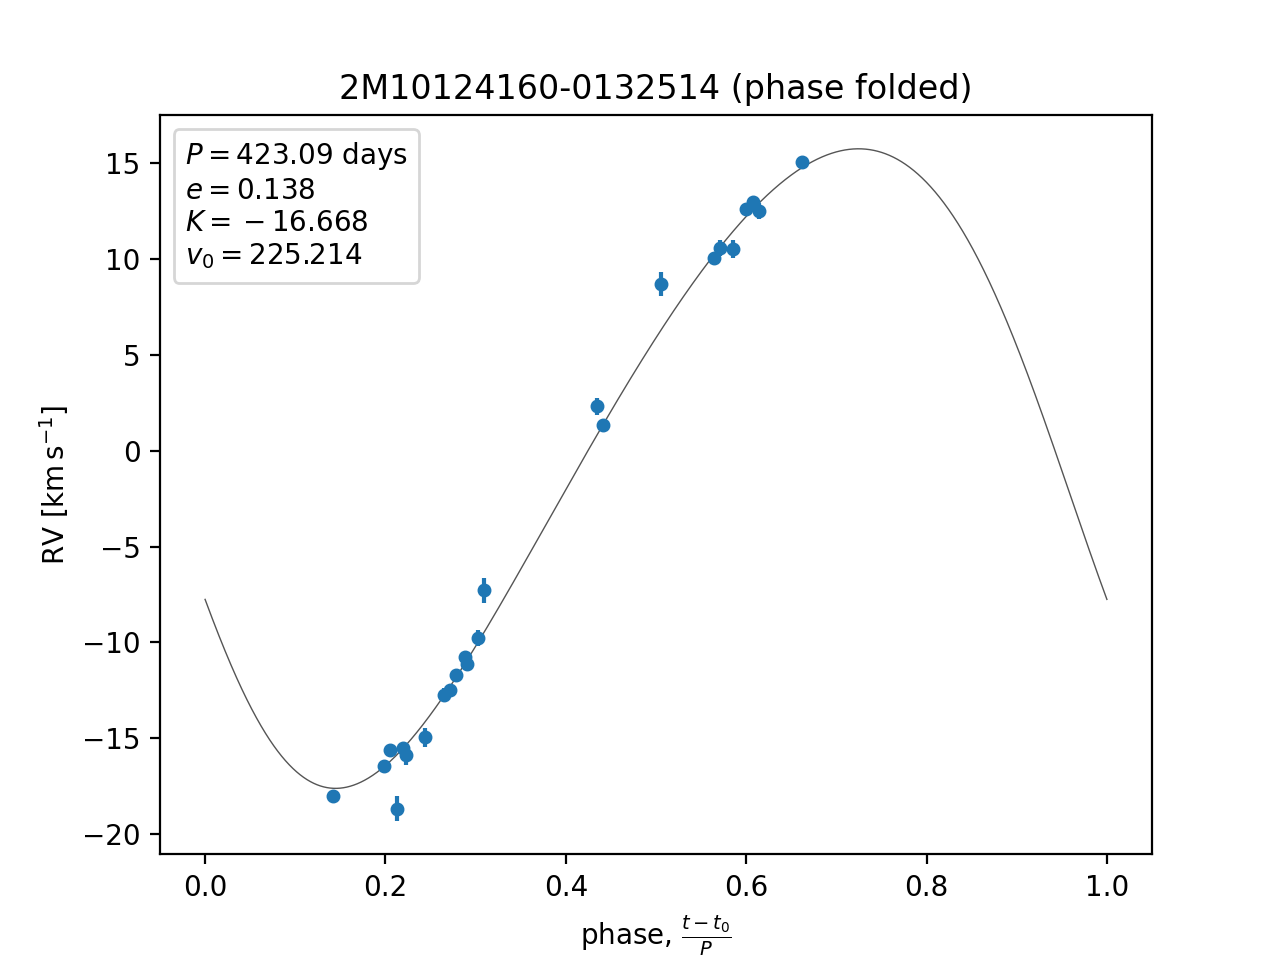 2M10124160-0132514 (phase folded)
P = 423.09 days
e = 0.138
K = −16.668
v₀ = 225.214
RV [km s⁻¹]
15
10
5
0
−5
−10
−15
−20
0.0 0.2 0.4 0.6 0.8 1.0
phase, (t − t₀)/P